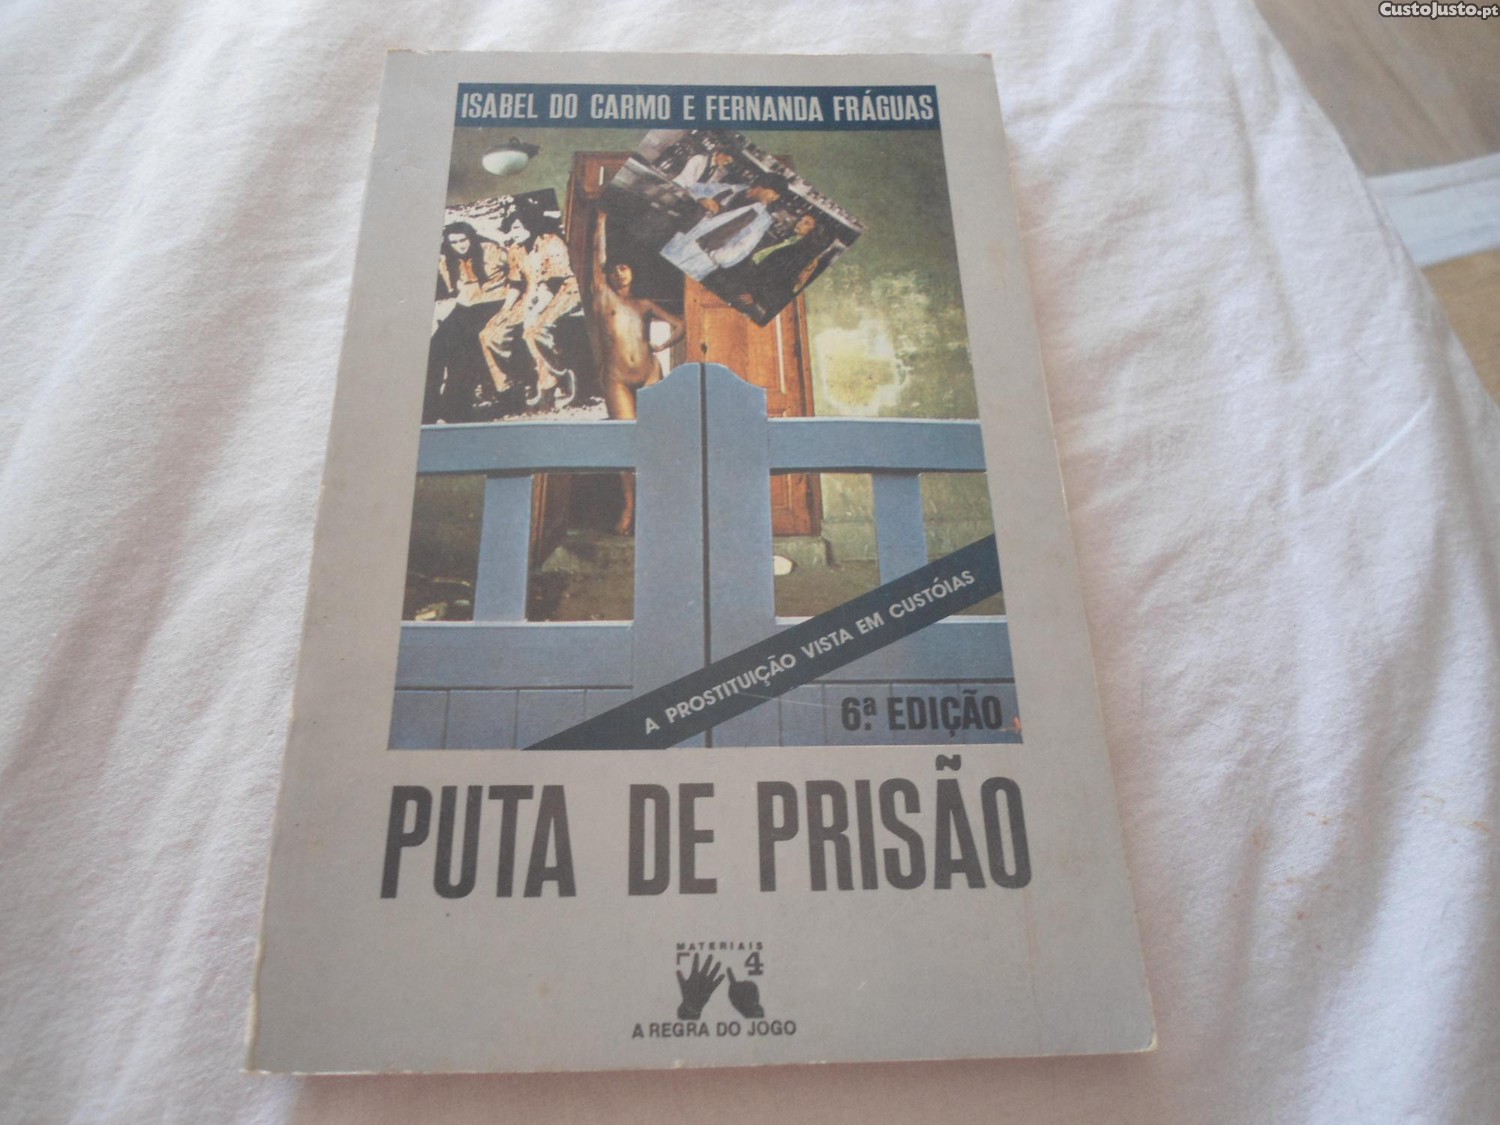 CustoJusto.pt
ISABEL DO CARMO E FERNANDA FRÁGUAS
A PROSTITUIÇÃO VISTA EM CUSTÓIAS
6.ª EDIÇÃO
PUTA DE PRISÃO
MATERIAIS
4
A REGRA DO JOGO